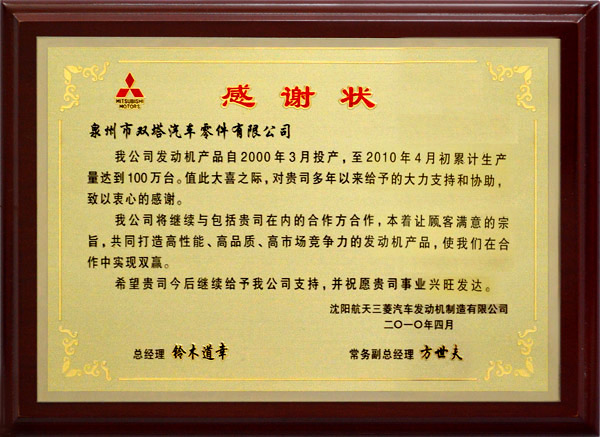 MITSUBISHI
MOTORS
感谢状
泉州市双塔汽车零件有限公司
我公司发动机产品自2000年3月投产，至2010年4月初累计生产
量达到100万台。值此大喜之际，对贵司多年以来给予的大力支持和协助，
致以衷心的感谢。
我公司将继续与包括贵司在内的合作方合作，本着让顾客满意的宗
旨，共同打造高性能、高品质、高市场竞争力的发动机产品，使我们在合
作中实现双赢。
希望贵司今后继续给予我公司支持，并祝愿贵司事业兴旺发达。
沈阳航天三菱汽车发动机制造有限公司
二〇一〇年四月
总经理 铃木道幸 常务副总经理 方世夫